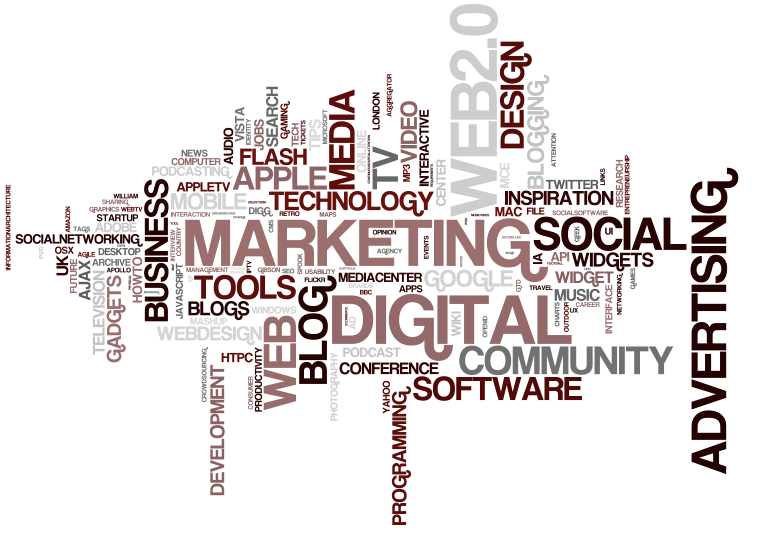 WEB2.0
DESIGN
BLOGGING
ATTENTION
AGGREGATOR
LONDON
MEDIA
VIDEO
INTERACTIVE
TV
MP3
ONLINE
MICROSOFT
TIPS
TICKETS
TECH
GAMING
SEARCH
JOBS
IDENTITY
VISTA
AUDIO
NEWS
COMPUTER
PODCASTING
FLASH
APPLE
APPLETV
CENTER
MCE
TWITTER
LINKS
RESEARCH
ENTREPRENEURSHIP
INFORMATIONARCHITECTURE
WILLIAM
SHARING
GRAPHICS
WEBTV
STARTUP
AMAZON
TAGS
ADOBE
BUSINESS
MOBILE
TECHNOLOGY
INSPIRATION
INTERACTION
DIGG
RETRO
MAPS
MAC
FILE
SOCIALSOFTWARE
CMS
SOCIALNETWORKING
OSX
AGILE
DESKTOP
ARCHIVE
APOLLO
PVR
UK
FUTURE
AJAX
HOWTO
INTERVIEW
COUNTRY
MARKETING
OPINION
AGENCY
EVENTS
SOCIAL
GEEK
UI
IA
API
WIDGETS
ADVERTISING
TELEVISION
GADGETS
JAVASCRIPT
MANAGEMENT
IPTV
GIBSON
SEO
SPOOK
USABILITY
TOOLS
FLICKR
MEDIACENTER
GOOGLE
GTD
TRAVEL
WIDGET
GAMES
BRANDS
BBC
APPS
MUSIC
CAREER
UX
OUTDOOR
CHARTS
INTERFACE
NETWORKING
BLOGS
WINDOWS
MASHUP
WEBDESIGN
WEB
BLOG
AD
DIGITAL
WIKI
OPENID
CROWDSOURCING
HTPC
PRODUCTIVITY
CONSUMER
PHOTOGRAPHY
PODCAST
CONFERENCE
COMMUNITY
DEVELOPMENT
YAHOO
SOFTWARE
PROGRAMMING